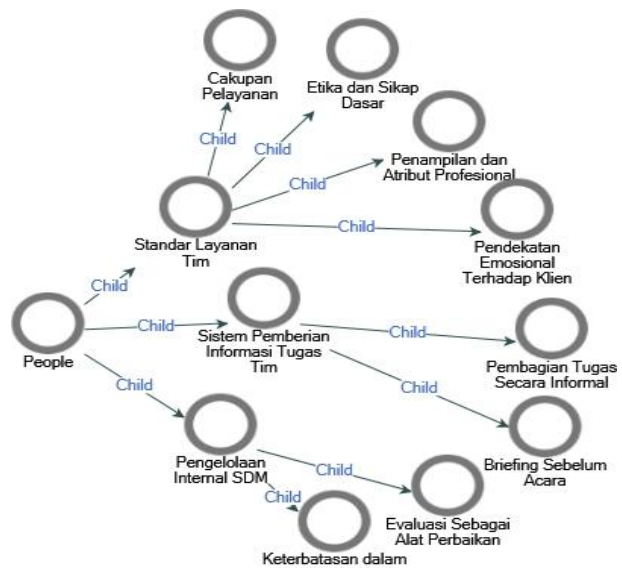 Cakupan
Pelayanan
Etika dan Sikap
Dasar
Child
Child
Penampilan dan
Atribut Profesional
Child
Child
Standar Layanan
Tim
Pendekatan
Emosional
Terhadap Klien
Child
People
Child
Sistem Pemberian
Informasi Tugas
Tim
Child
Pembagian Tugas
Secara Informal
Child
Child
Briefing Sebelum
Acara
Pengelolaan
Internal SDM
Child
Child
Evaluasi Sebagai
Alat Perbaikan
Keterbatasan dalam